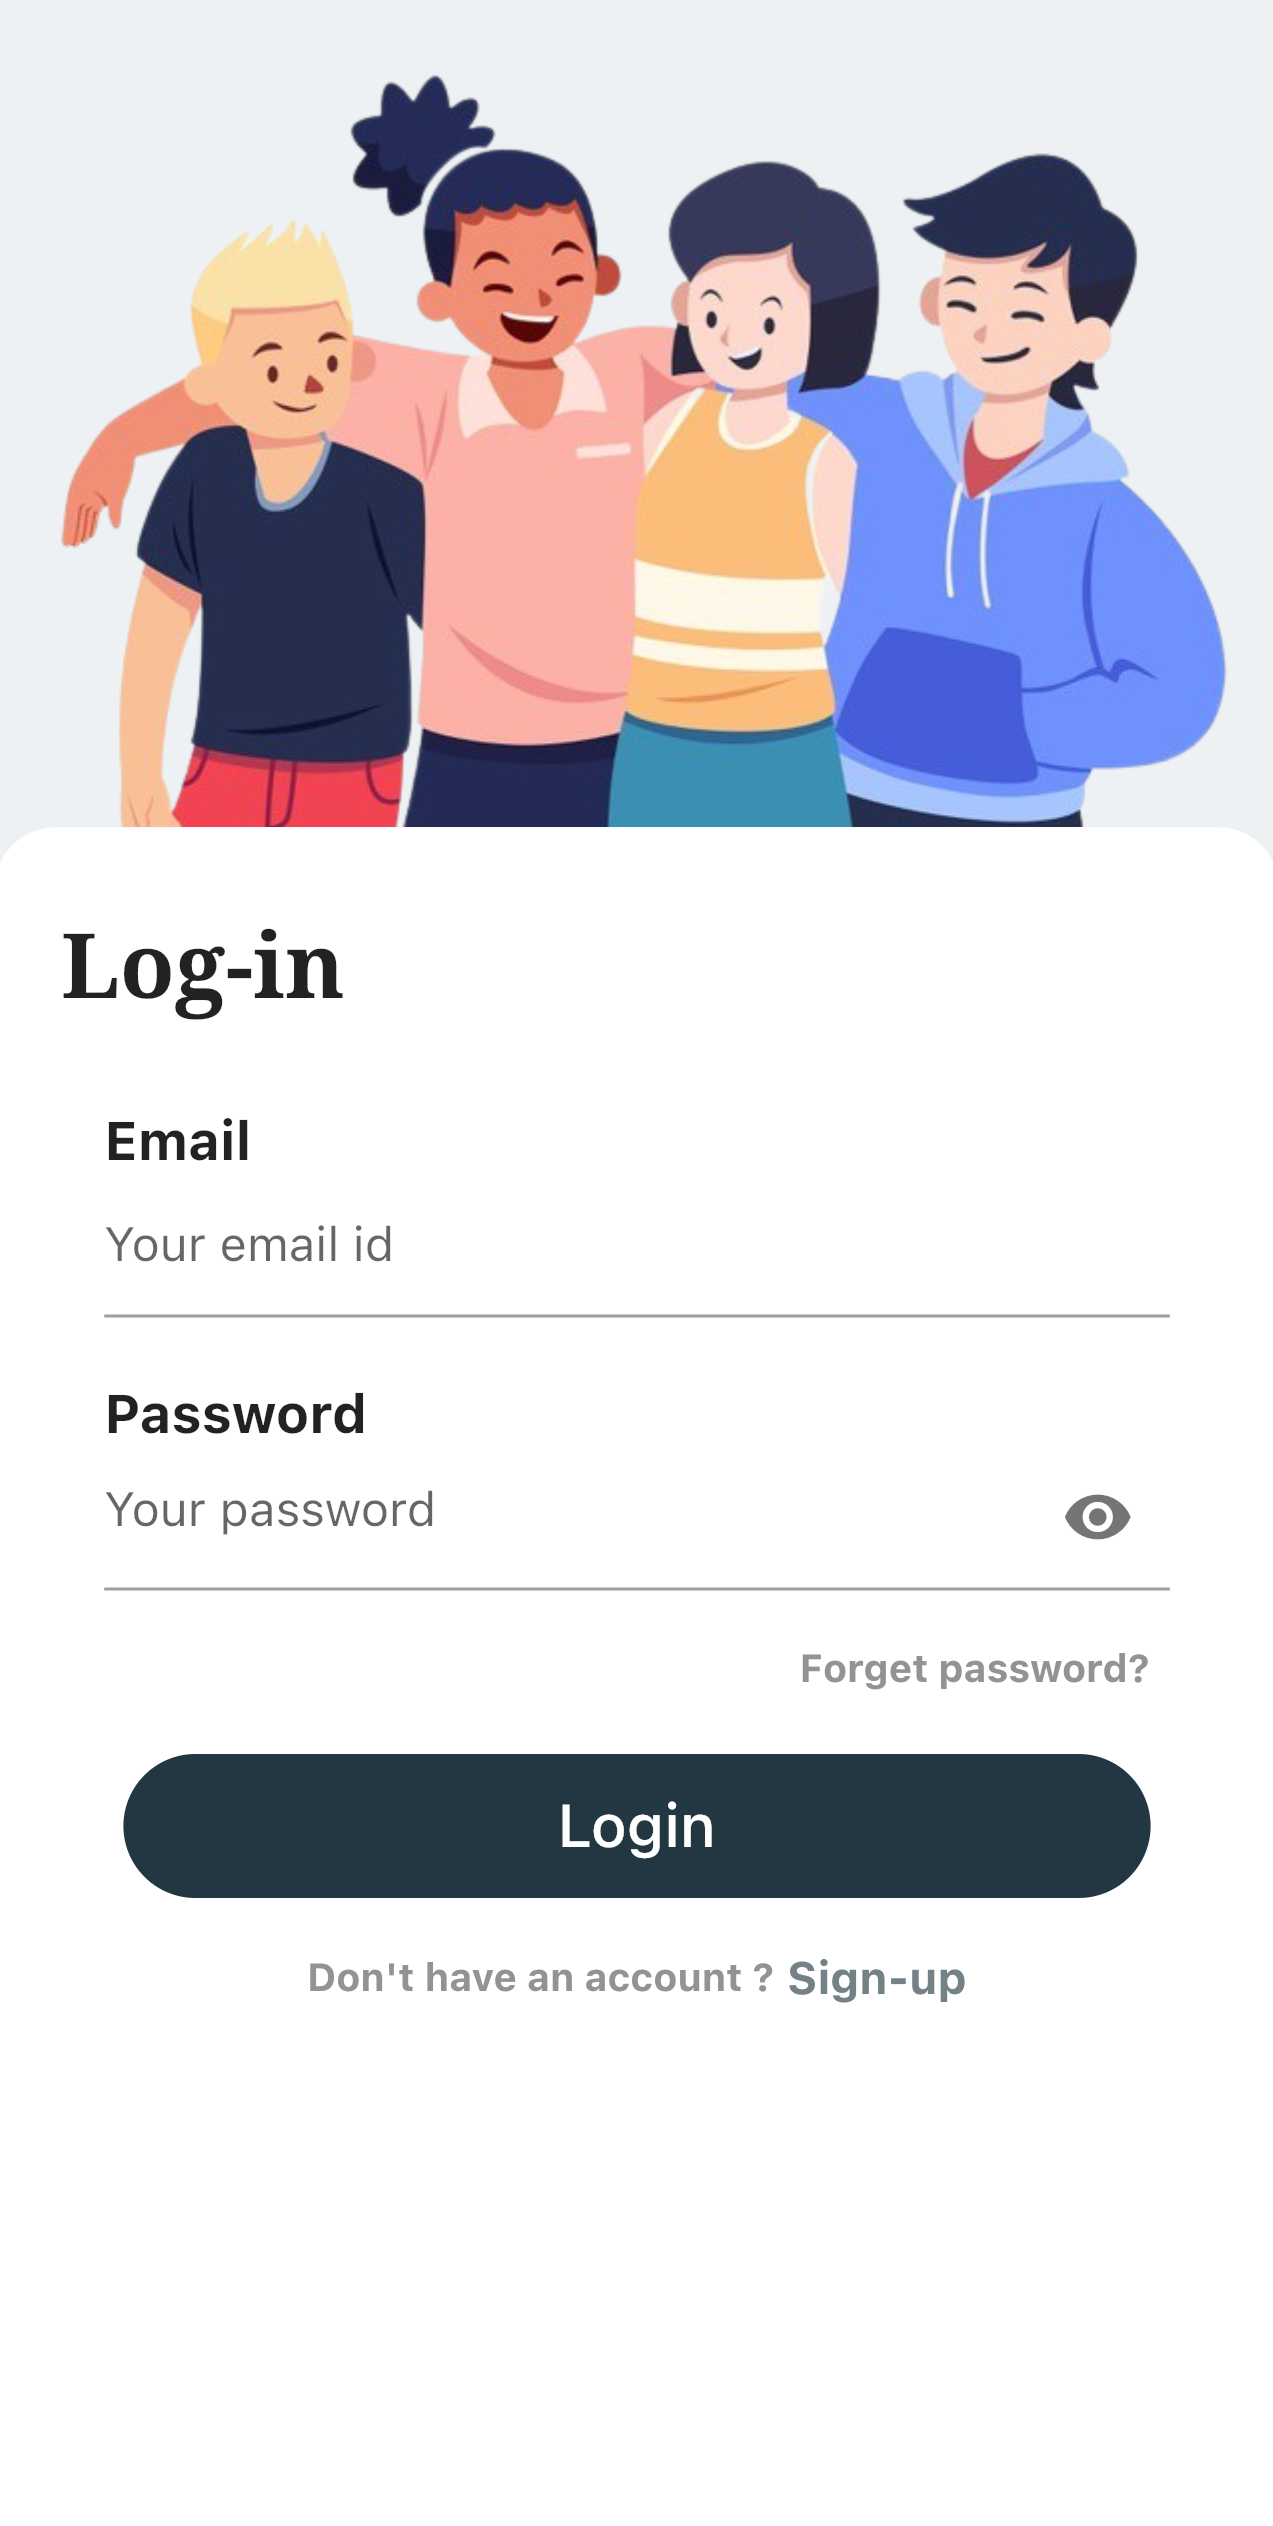 Log-in
Email
Your email id
Password
Your password
Forget password?
Login
Don't have an account ? Sign-up